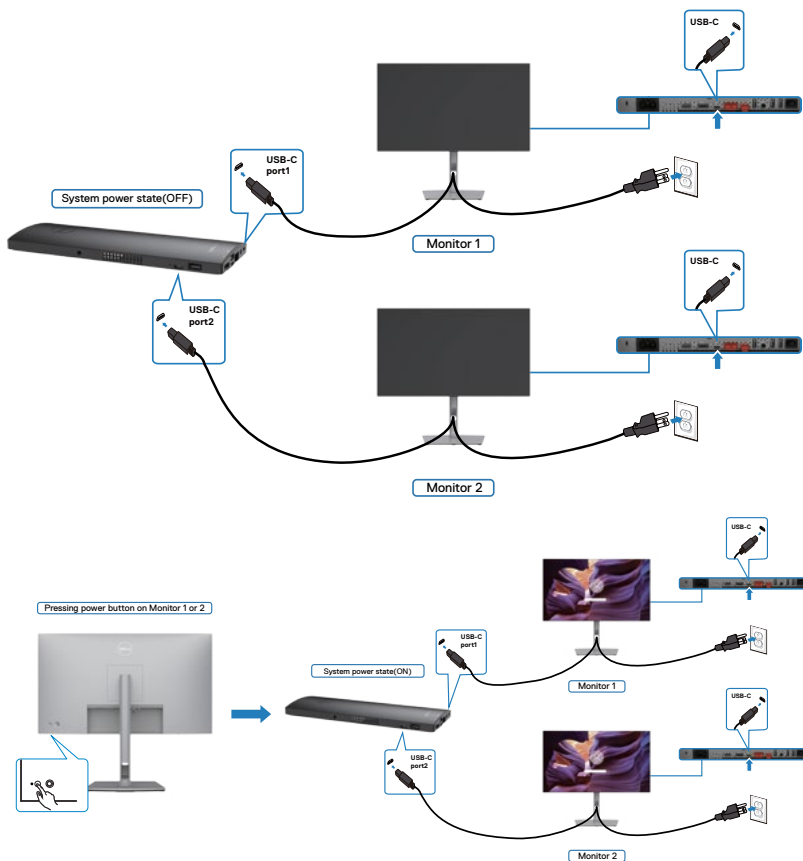 USB-C
USB-C
port1
System power state(OFF)
Monitor 1
USB-C
USB-C
port2
Monitor 2
USB-C
Pressing power button on Monitor 1 or 2
USB-C
port1
System power state(ON)
Monitor 1
USB-C
USB-C
port2
Monitor 2
DELL